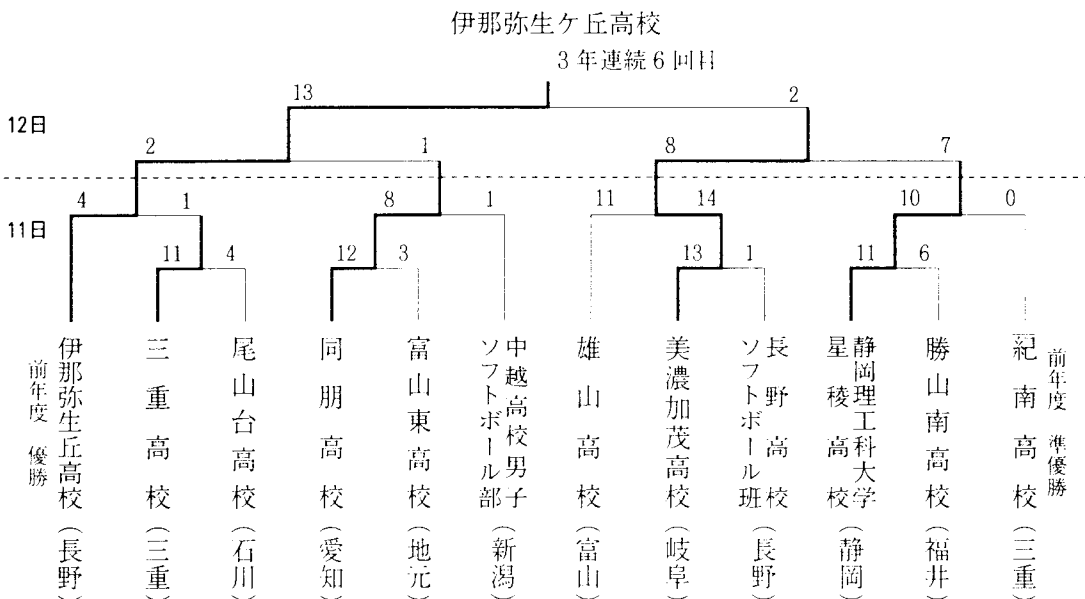 伊那弥生ケ丘高校
3年連続6回目
13
2
12日
2
1
8
7
4
1
8
1
11
14
10
0
11日
11
4
12
3
13
1
11
6
前年度 優勝
伊那弥生丘高校(長野)
三重高校(三重)
尾山台高校(石川)
同朋高校(愛知)
富山東高校(地元)
中越高校男子
ソフトボール部(新潟)
雄山高校(富山)
美濃加茂高校(岐阜)
長野高校
ソフトボール班(長野)
静岡理工科大学
星稜高校(静岡)
勝山南高校(福井)
紀南高校(三重)
前年度 準優勝